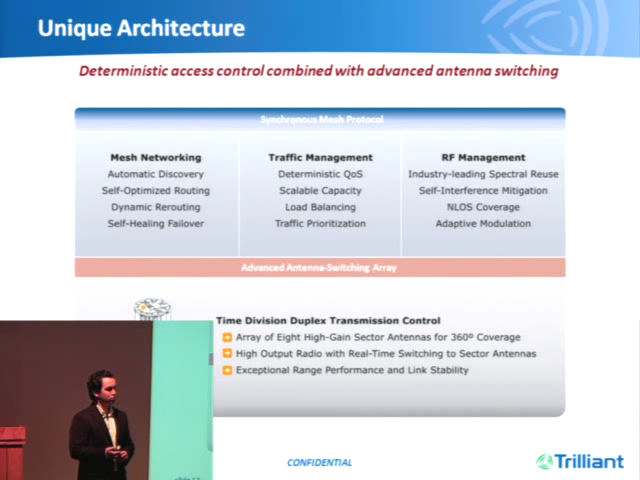 Unique Architecture
Deterministic access control combined with advanced antenna switching
Synchronous Mesh Protocol
Mesh Networking
Automatic Discovery
Self-Optimized Routing
Dynamic Rerouting
Self-Healing Failover
Traffic Management
Deterministic QoS
Scalable Capacity
Load Balancing
Traffic Prioritization
RF Management
Industry-leading Spectral Reuse
Self-Interference Mitigation
NLOS Coverage
Adaptive Modulation
Advanced Antenna-Switching Array
Time Division Duplex Transmission Control
Array of Eight High-Gain Sector Antennas for 360º Coverage
High Output Radio with Real-Time Switching to Sector Antennas
Exceptional Range Performance and Link Stability
CONFIDENTIAL
Trilliant